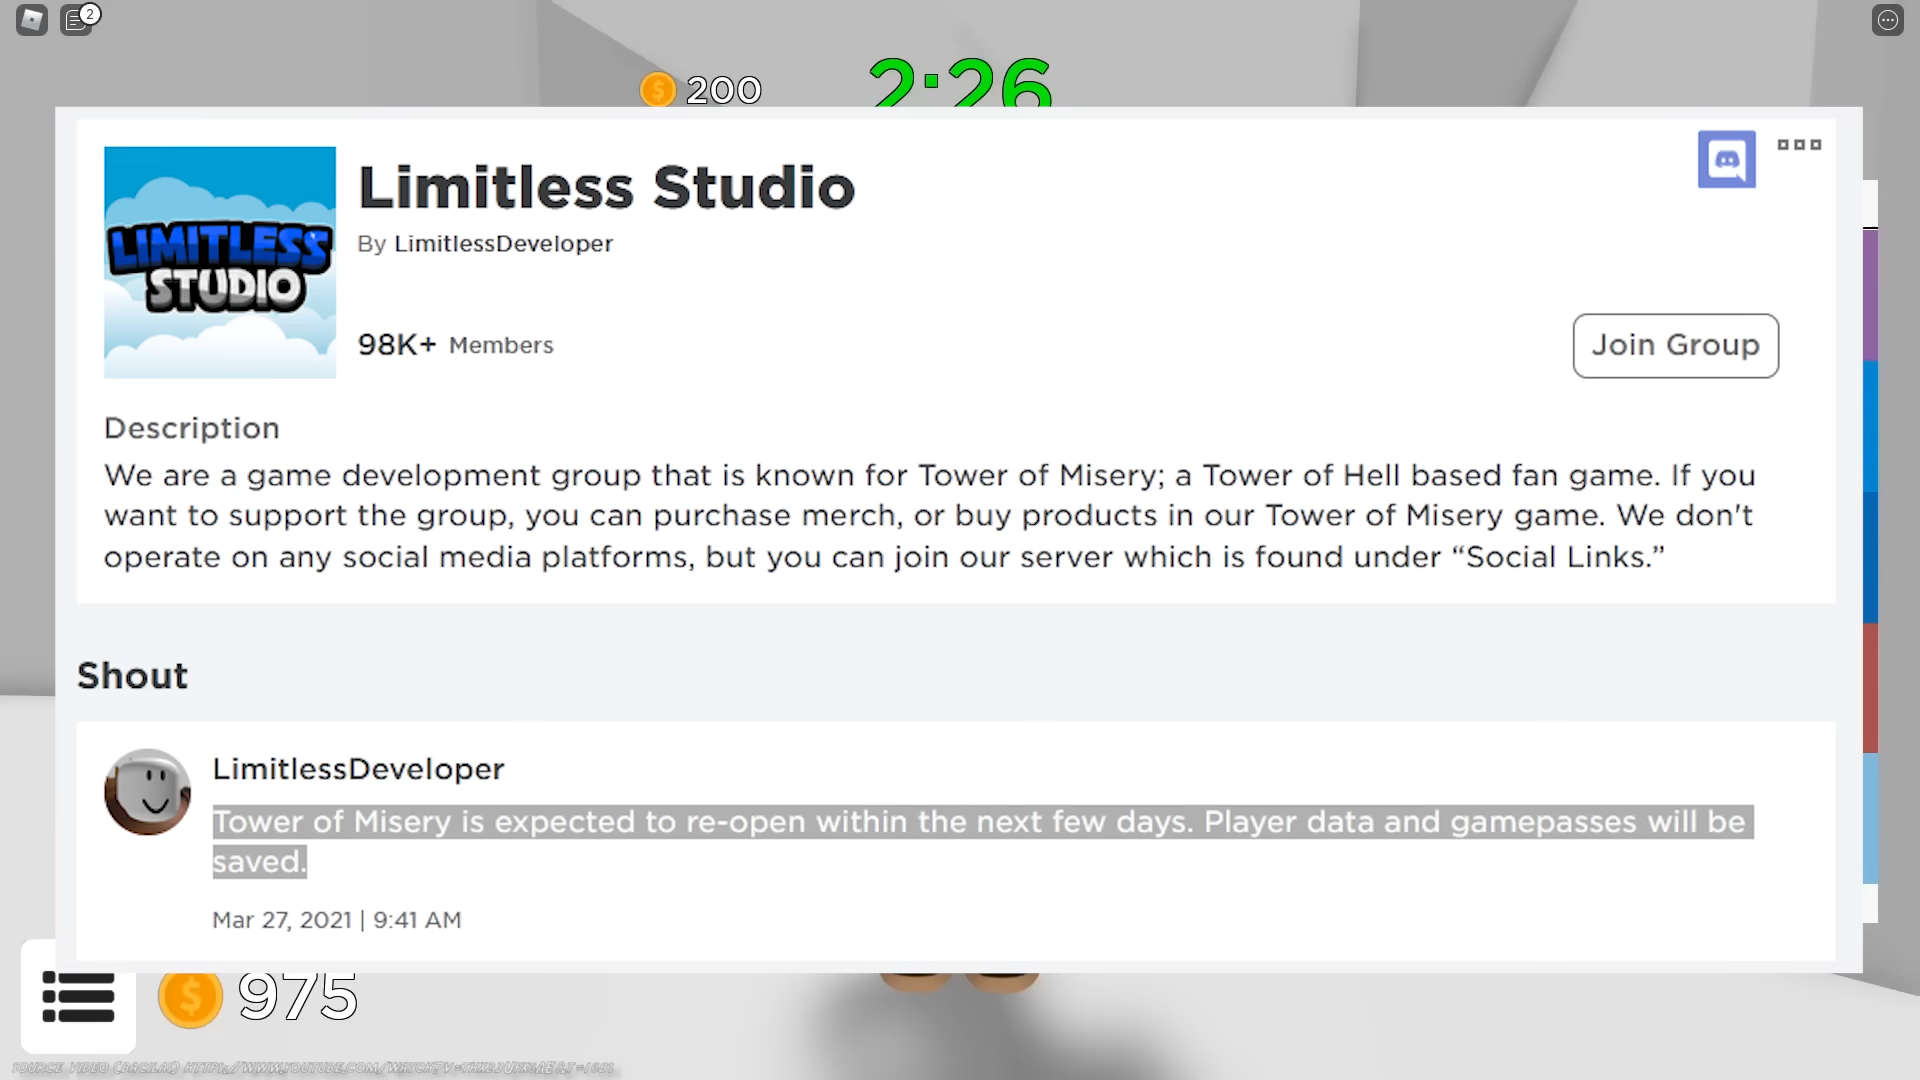 2
200
2:26
LIMITLESS
STUDIO
Limitless Studio
By LimitlessDeveloper
98K+ Members
Join Group
Description
We are a game development group that is known for Tower of Misery; a Tower of Hell based fan game. If you
want to support the group, you can purchase merch, or buy products in our Tower of Misery game. We don't
operate on any social media platforms, but you can join our server which is found under “Social Links.”
Shout
LimitlessDeveloper
Tower of Misery is expected to re-open within the next few days. Player data and gamepasses will be
saved.
Mar 27, 2021 | 9:41 AM
975
SOURCE VIDEO